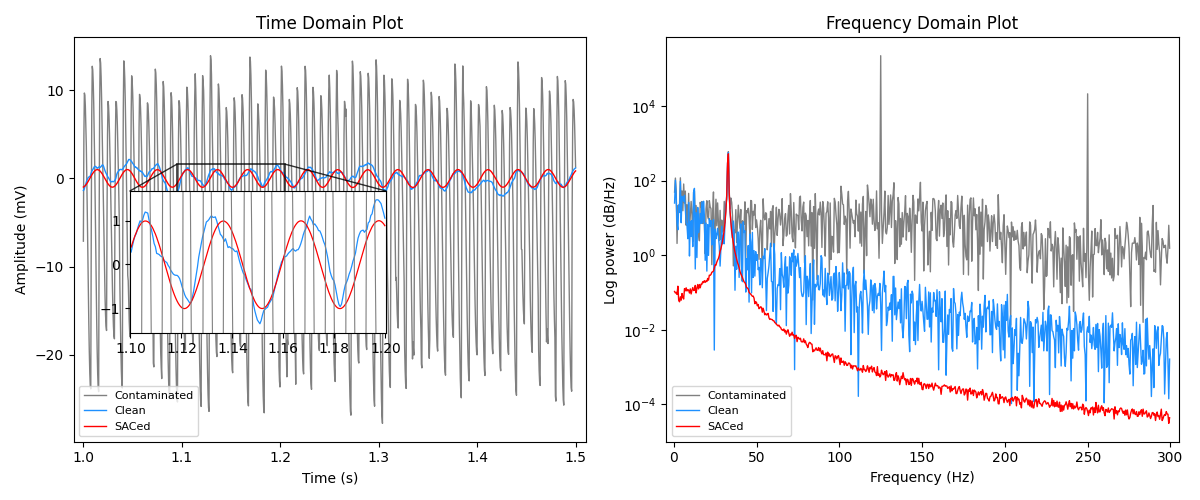 Time Domain Plot
Amplitude (mV)
10
0
−10
−20
1
0
−1
1.10 1.12 1.14 1.16 1.18 1.20
Contaminated
Clean
SACed
1.0 1.1 1.2 1.3 1.4 1.5
Time (s)
Frequency Domain Plot
Log power (dB/Hz)
10⁴
10²
10⁰
10⁻²
10⁻⁴
Contaminated
Clean
SACed
0 50 100 150 200 250 300
Frequency (Hz)